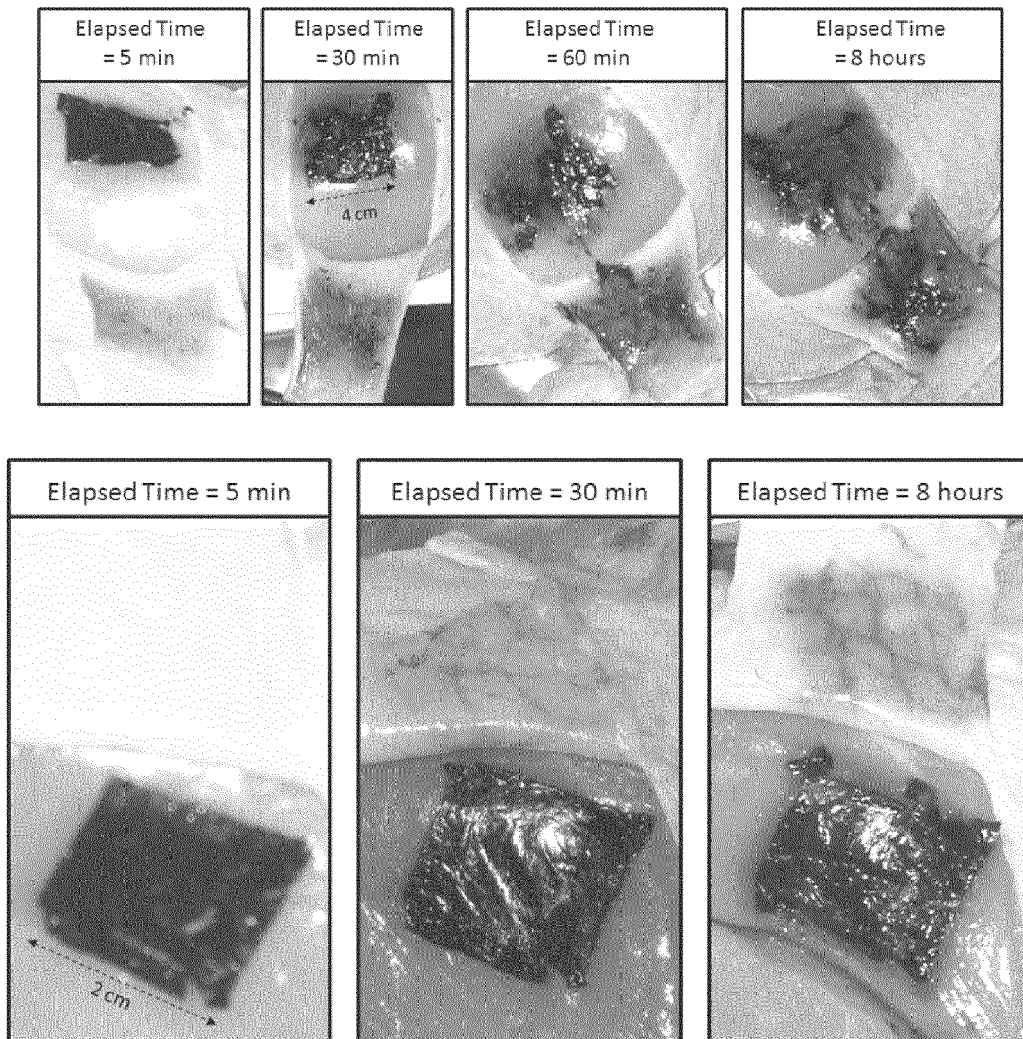 Elapsed Time
= 5 min
Elapsed Time
= 30 min
Elapsed Time
= 60 min
Elapsed Time
= 8 hours
4 cm
Elapsed Time = 5 min
Elapsed Time = 30 min
Elapsed Time = 8 hours
2 cm